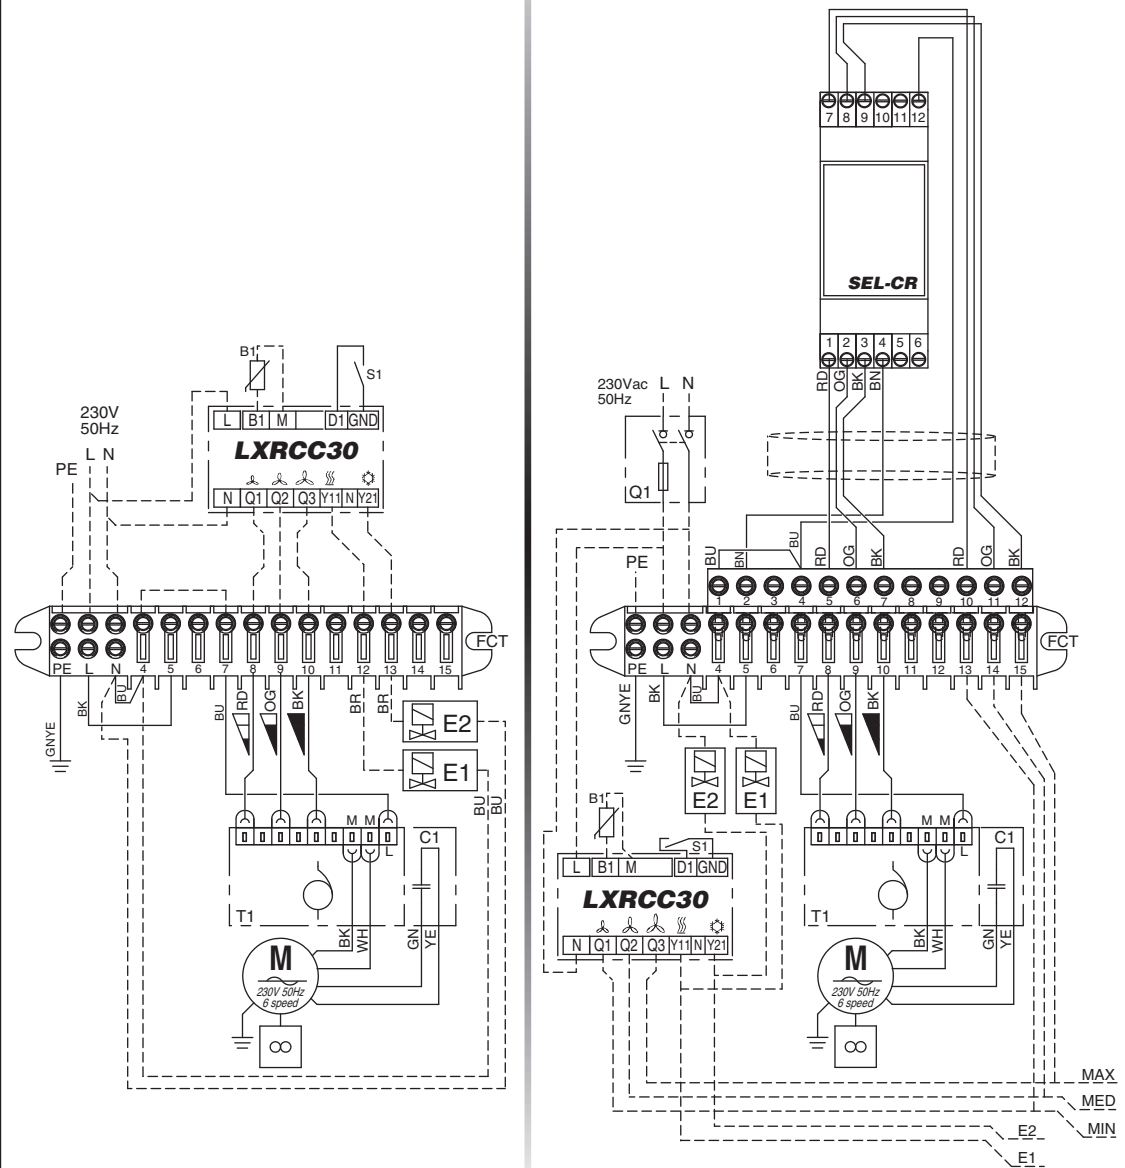 B1
S1
L B1 M D1 GND
LXRCC30
N Q1 Q2 Q3 Y11 N Y21
230V
50Hz
L N
PE
FCT
PE L N 4 5 6 7 8 9 10 11 12 13 14 15
GNYE
BK
BU
BU
RD
OG
BK
BR
BR
E2
E1
BU
BU
M M
L
C1
T1
BK
WH
GN
YE
M
230V 50Hz
6 speed
7 8 9 10 11 12
SEL-CR
1 2 3 4 5 6
RD
OG
BK
BN
230Vac
50Hz
L N
Q1
PE
BU
BN
BU
RD
OG
BK
RD
OG
BK
1 2 3 4 5 6 7 8 9 10 11 12
FCT
PE L N 4 5 6 7 8 9 10 11 12 13 14 15
GNYE
BK
BU
BU
RD
OG
BK
E2
E1
B1
S1
L B1 M D1 GND
LXRCC30
N Q1 Q2 Q3 Y11 N Y21
M M
L
C1
T1
BK
WH
GN
YE
M
230V 50Hz
6 speed
MAX
MED
MIN
E2
E1